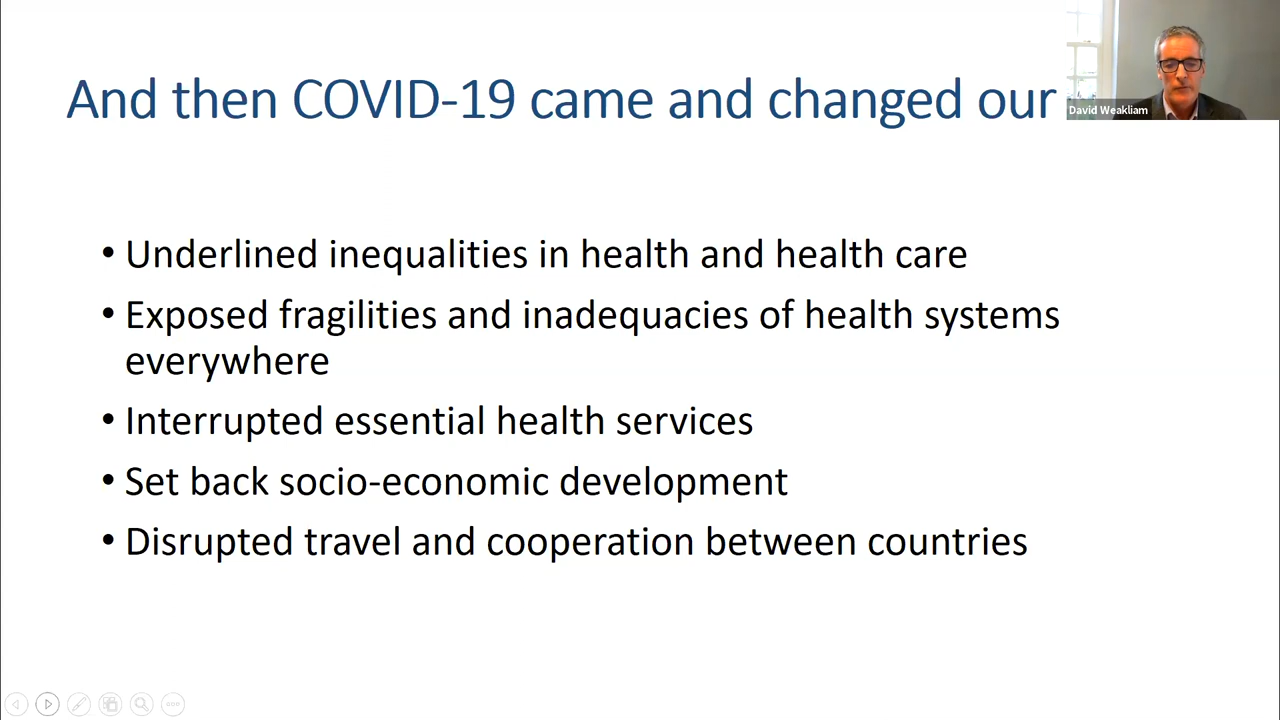 And then COVID-19 came and changed our
David Weakliam
• Underlined inequalities in health and health care
• Exposed fragilities and inadequacies of health systems
everywhere
• Interrupted essential health services
• Set back socio-economic development
• Disrupted travel and cooperation between countries